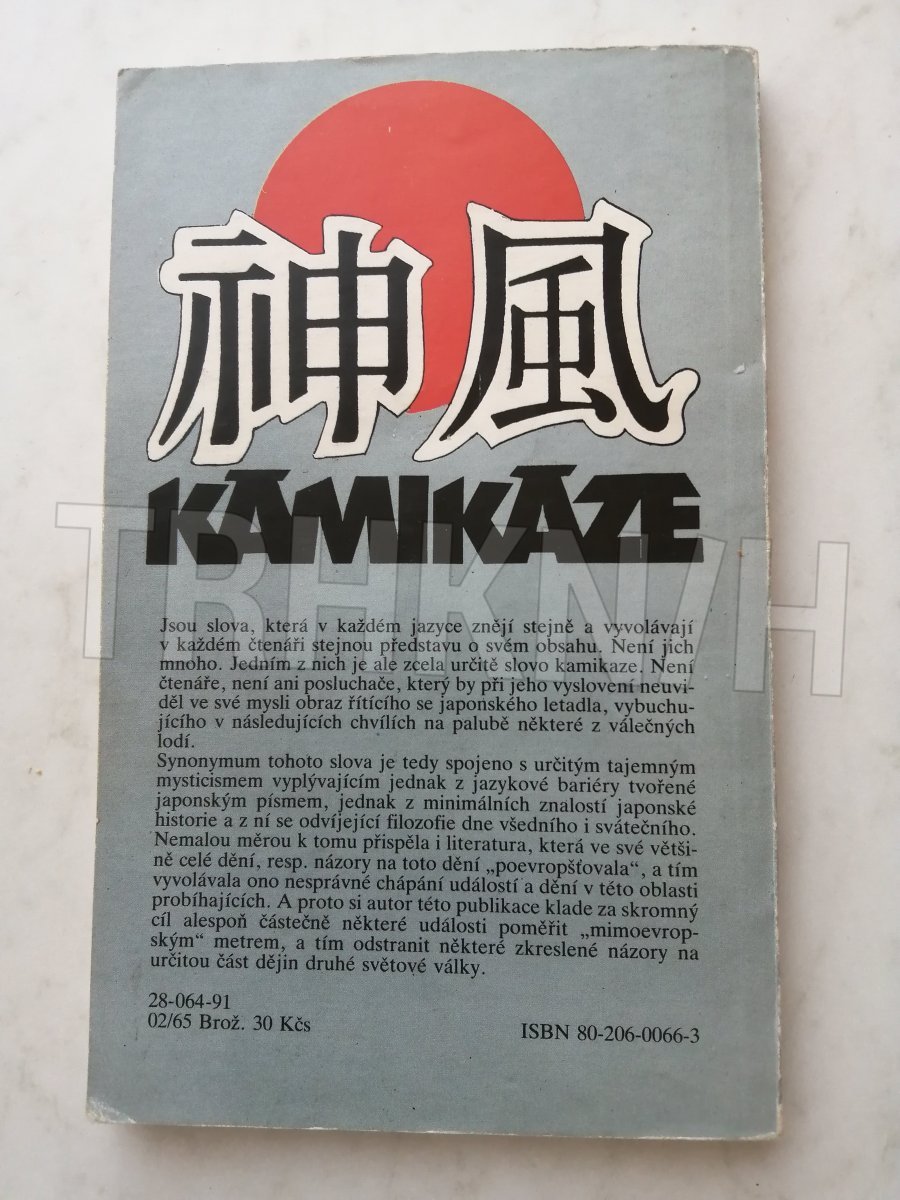 神風
KAMIKAZE
TRHKNIH
Jsou slova, která v každém jazyce znějí stejně a vyvolávají
v každém čtenáři stejnou představu o svém obsahu. Není jich
mnoho. Jedním z nich je ale zcela určitě slovo kamikaze. Není
čtenáře, není ani posluchače, který by při jeho vyslovení neuvi-
děl ve své mysli obraz řítícího se japonského letadla, vybuchu-
jícího v následujících chvílích na palubě některé z válečných
lodí.
Synonymum tohoto slova je tedy spojeno s určitým tajemným
mysticismem vyplývajícím jednak z jazykové bariéry tvořené
japonským písmem, jednak z minimálních znalostí japonské
historie a z ní se odvíjející filozofie dne všedního i svátečního.
Nemalou měrou k tomu přispěla i literatura, která ve své větši-
ně celé dění, resp. názory na toto dění „poevropšťovala“, a tím
vyvolávala ono nesprávné chápání událostí a dění v této oblasti
probíhajících. A proto si autor této publikace klade za skromný
cíl alespoň částečně některé události poměřit „mimoevrop-
ským“ metrem, a tím odstranit některé zkreslené názory na
určitou část dějin druhé světové války.
28-064-91
02/65 Brož. 30 Kčs
ISBN 80-206-0066-3